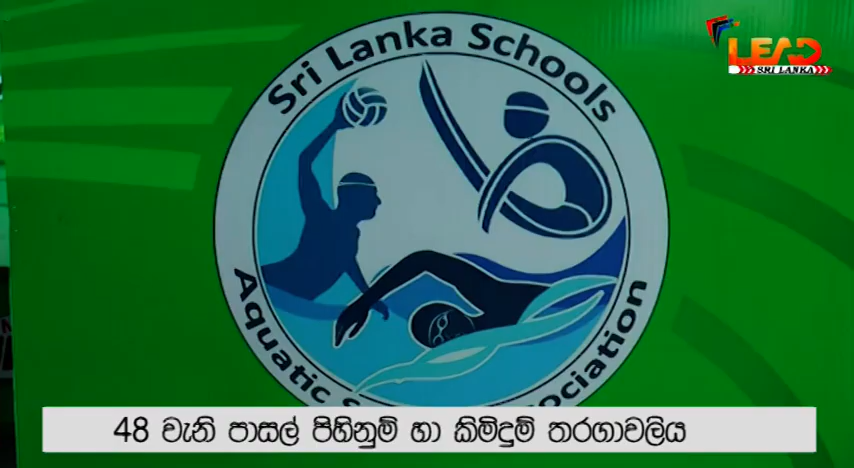 LEAD
SRI LANKA
Sri Lanka Schools
Aquatic
48 වැනි පාසල් පිහිනුම් හා කිමිදුම් තරගාවලිය